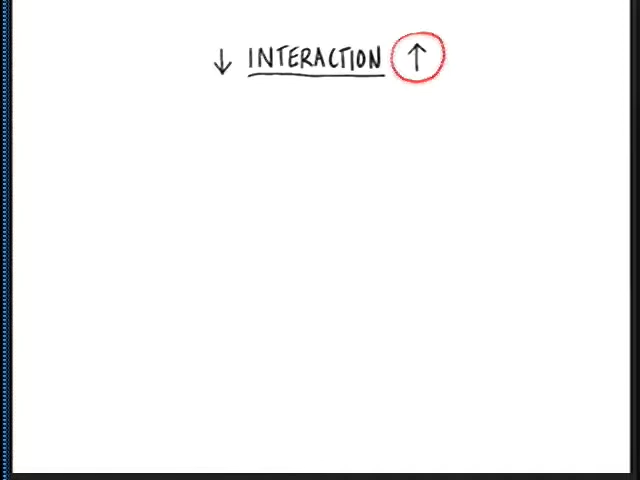 ↓ INTERACTION ↑